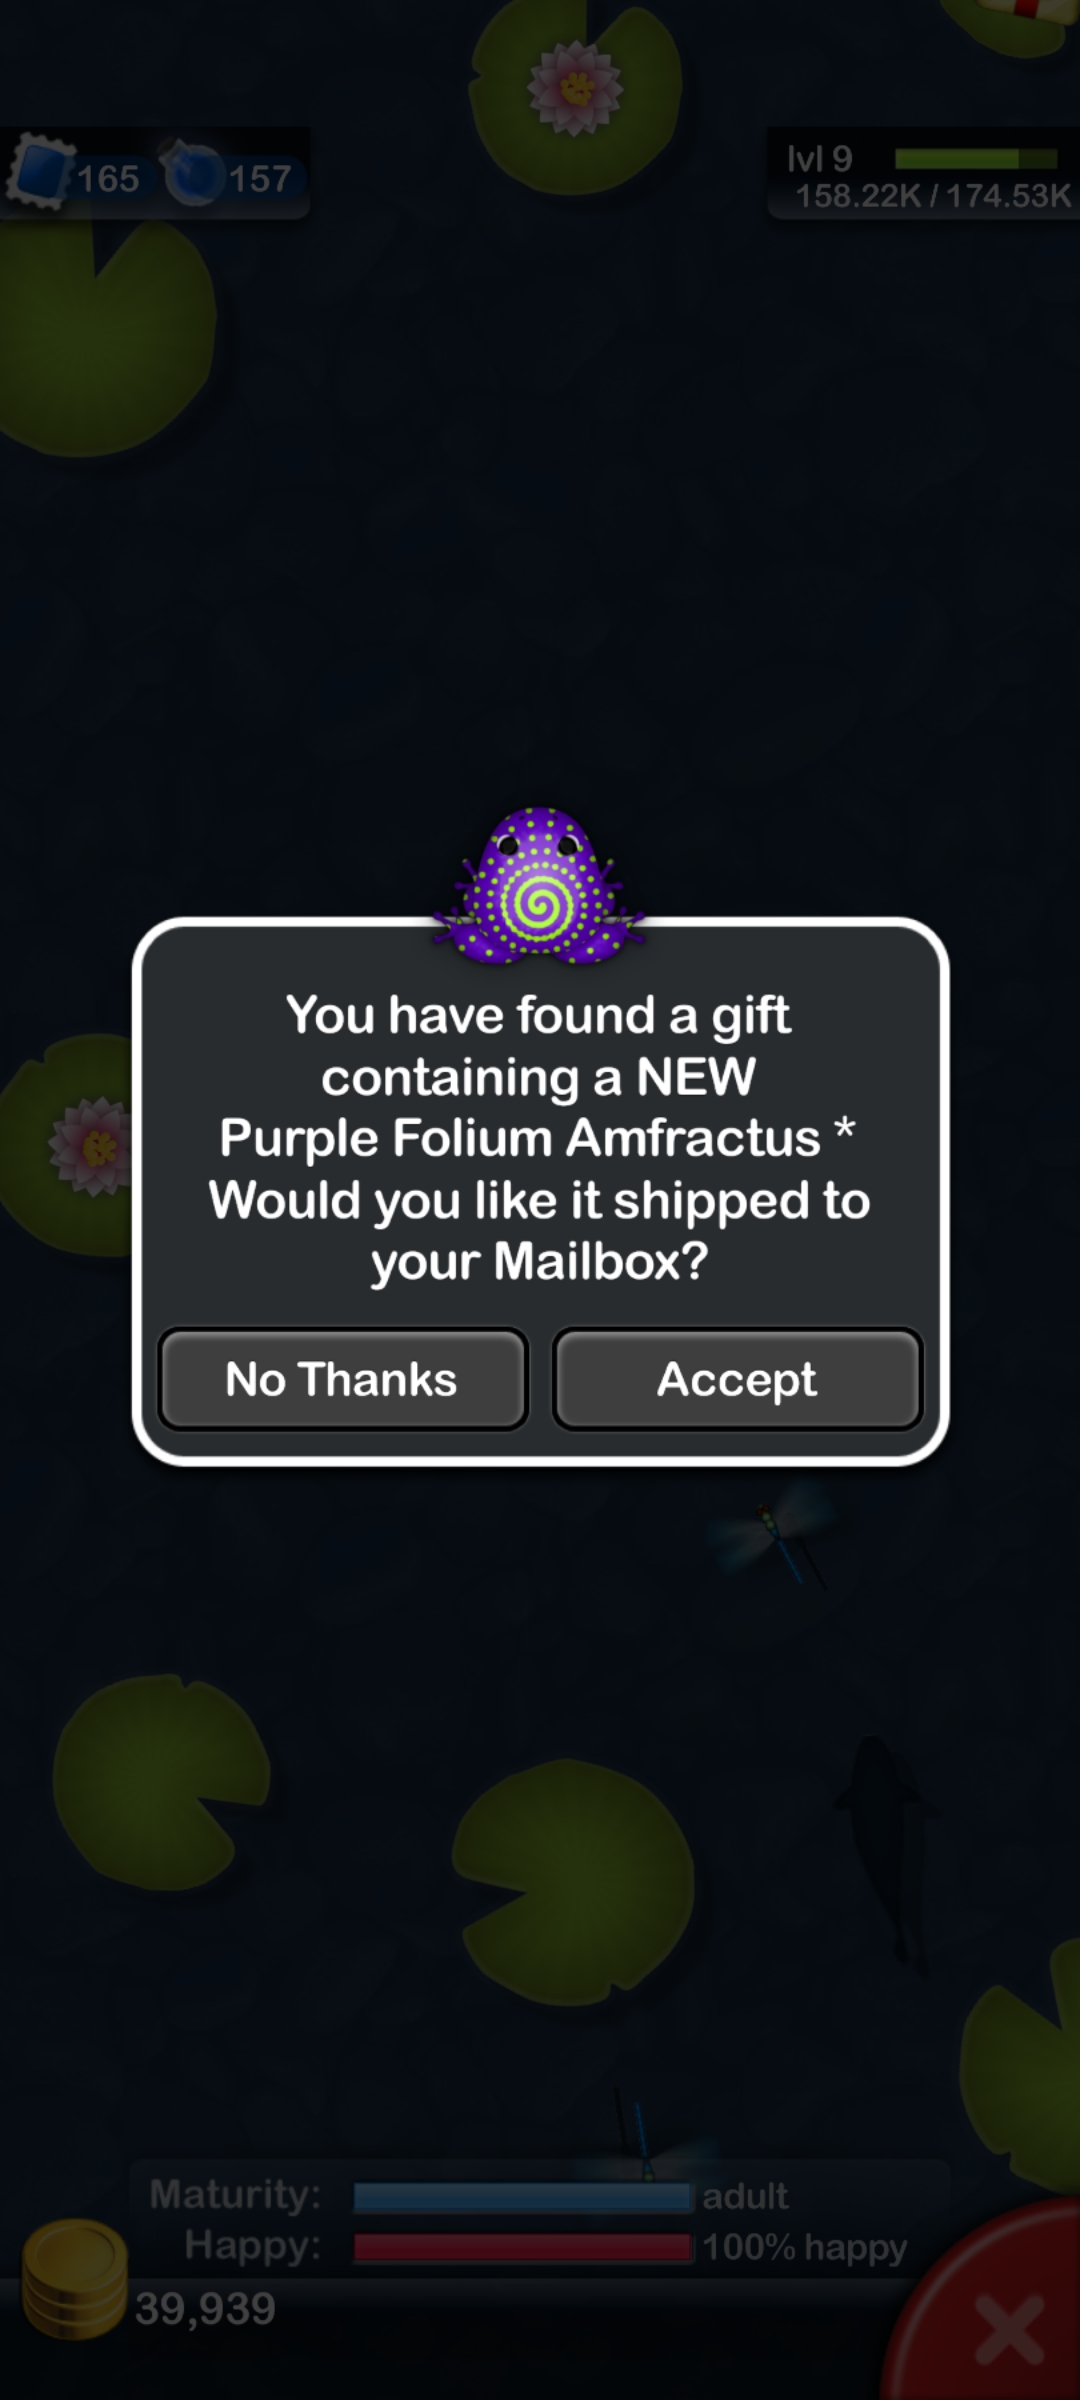 165 157
lvl 9
158.22K / 174.53K
You have found a gift
containing a NEW
Purple Folium Amfractus *
Would you like it shipped to
your Mailbox?
No Thanks Accept
Maturity: adult
Happy: 100% happy
39,939